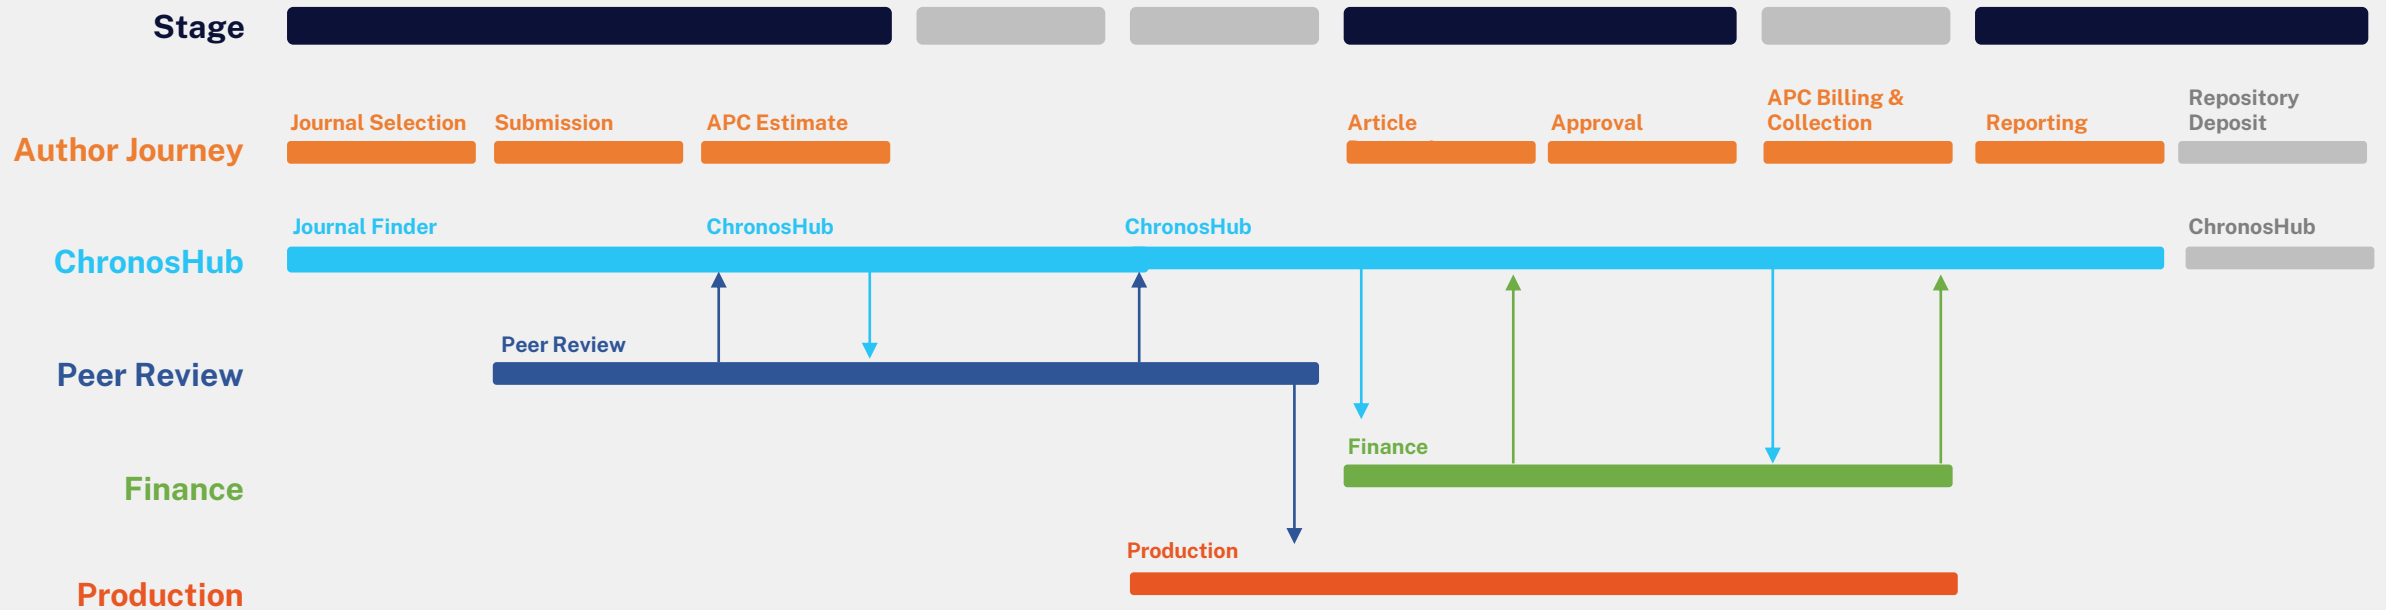 Stage
Author Journey
Journal Selection
Submission
APC Estimate
Article
Approval
APC Billing &
Collection
Reporting
Repository
Deposit
ChronosHub
Journal Finder
ChronosHub
ChronosHub
ChronosHub
Peer Review
Peer Review
Finance
Finance
Production
Production